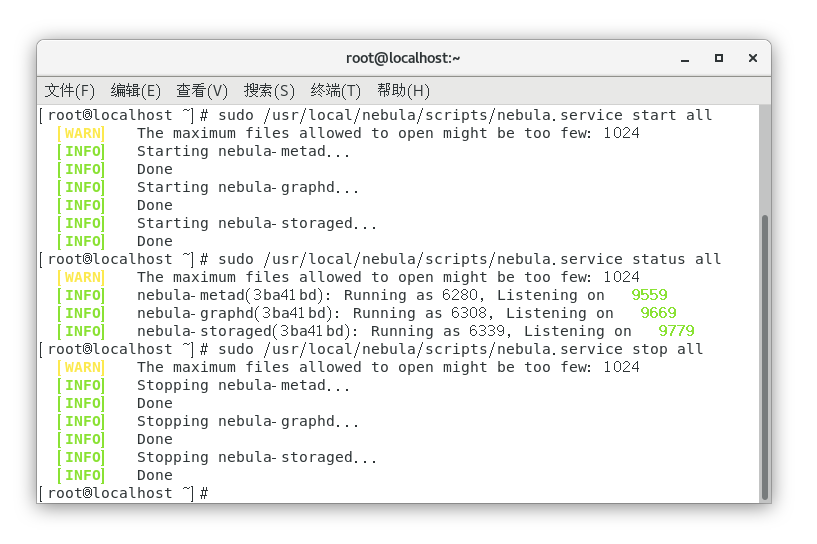 root@localhost:~
文件(F) 编辑(E) 查看(V) 搜索(S) 终端(T) 帮助(H)
[root@localhost ~]# sudo /usr/local/nebula/scripts/nebula.service start all
[WARN] The maximum files allowed to open might be too few: 1024
[INFO] Starting nebula-metad...
[INFO] Done
[INFO] Starting nebula-graphd...
[INFO] Done
[INFO] Starting nebula-storaged...
[INFO] Done
[root@localhost ~]# sudo /usr/local/nebula/scripts/nebula.service status all
[WARN] The maximum files allowed to open might be too few: 1024
[INFO] nebula-metad(3ba41bd): Running as 6280, Listening on 9559
[INFO] nebula-graphd(3ba41bd): Running as 6308, Listening on 9669
[INFO] nebula-storaged(3ba41bd): Running as 6339, Listening on 9779
[root@localhost ~]# sudo /usr/local/nebula/scripts/nebula.service stop all
[WARN] The maximum files allowed to open might be too few: 1024
[INFO] Stopping nebula-metad...
[INFO] Done
[INFO] Stopping nebula-graphd...
[INFO] Done
[INFO] Stopping nebula-storaged...
[INFO] Done
[root@localhost ~]#